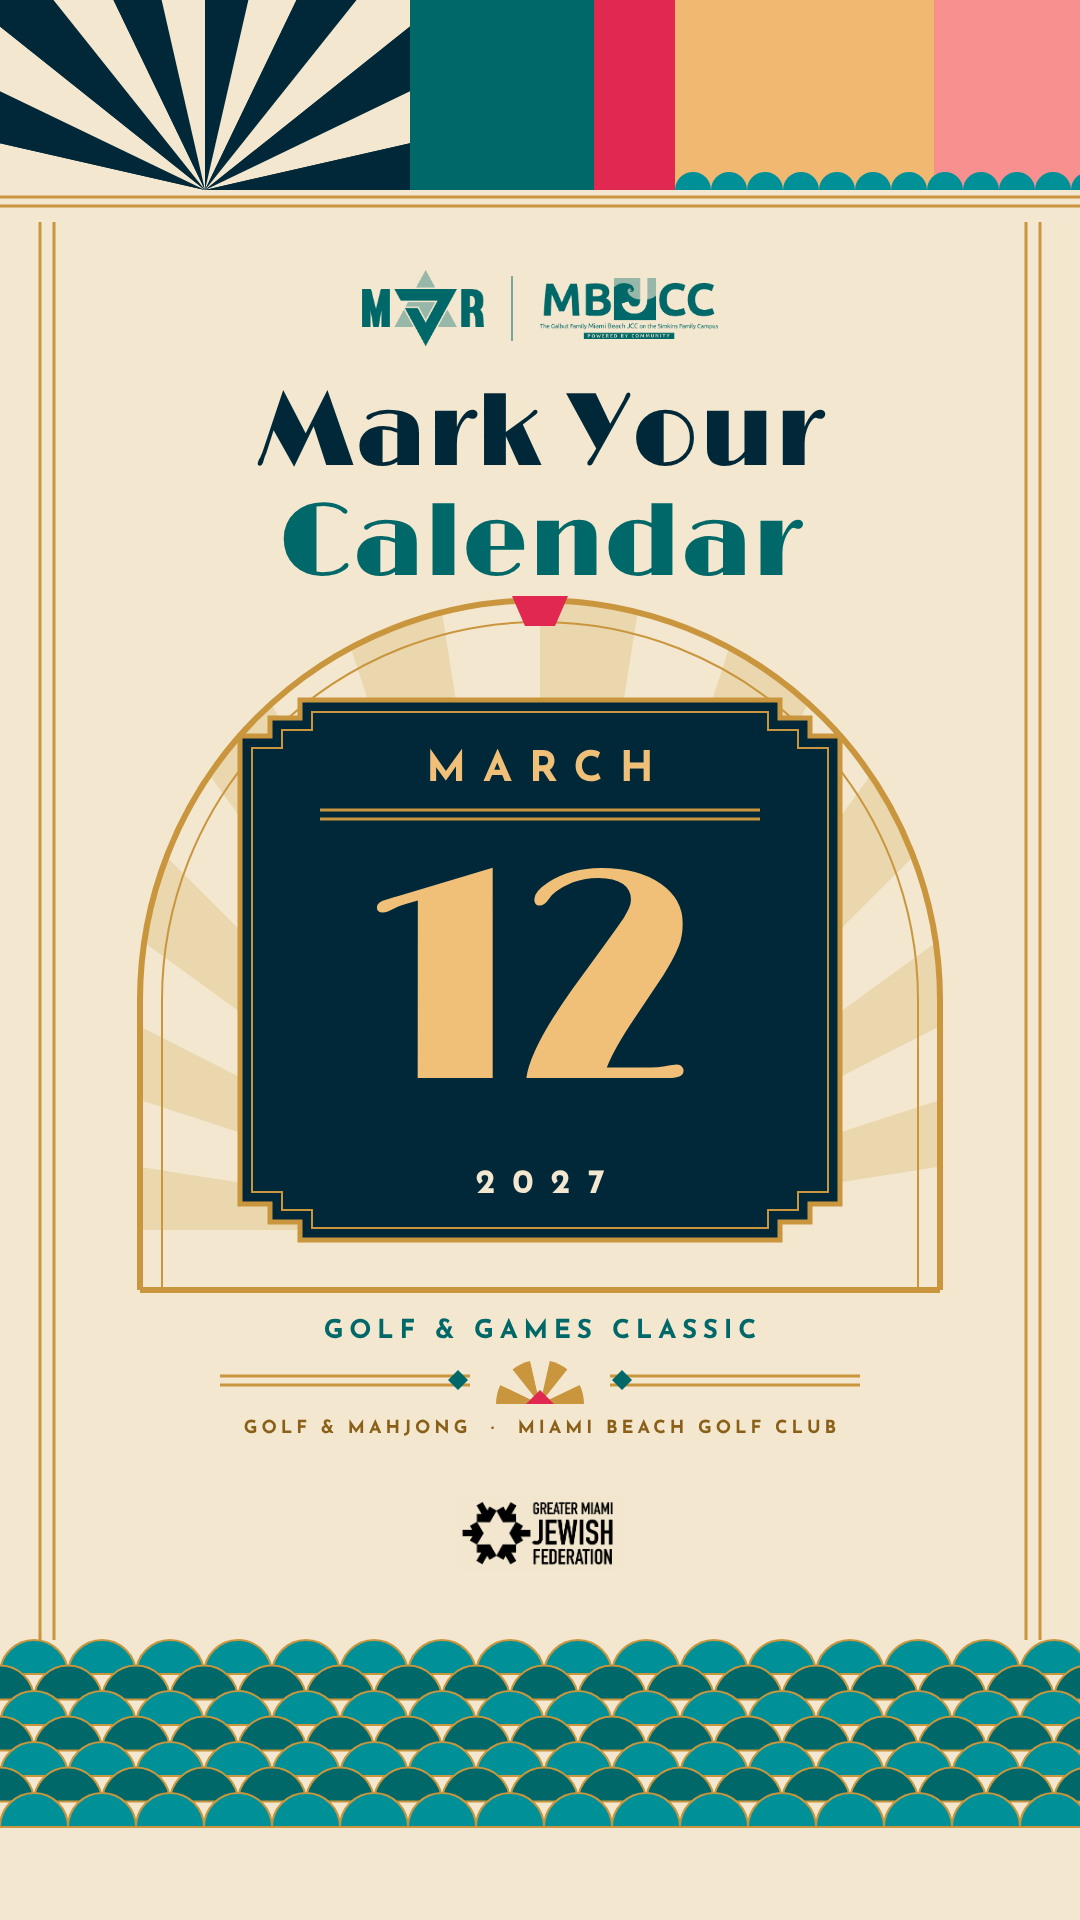 MR
MBJCC
The Galbut Family Miami Beach JCC on the Simkins Family Campus
POWERED BY COMMUNITY
Mark Your
Calendar
MARCH
12
2027
GOLF & GAMES CLASSIC
GOLF & MAHJONG · MIAMI BEACH GOLF CLUB
GREATER MIAMI
JEWISH
FEDERATION